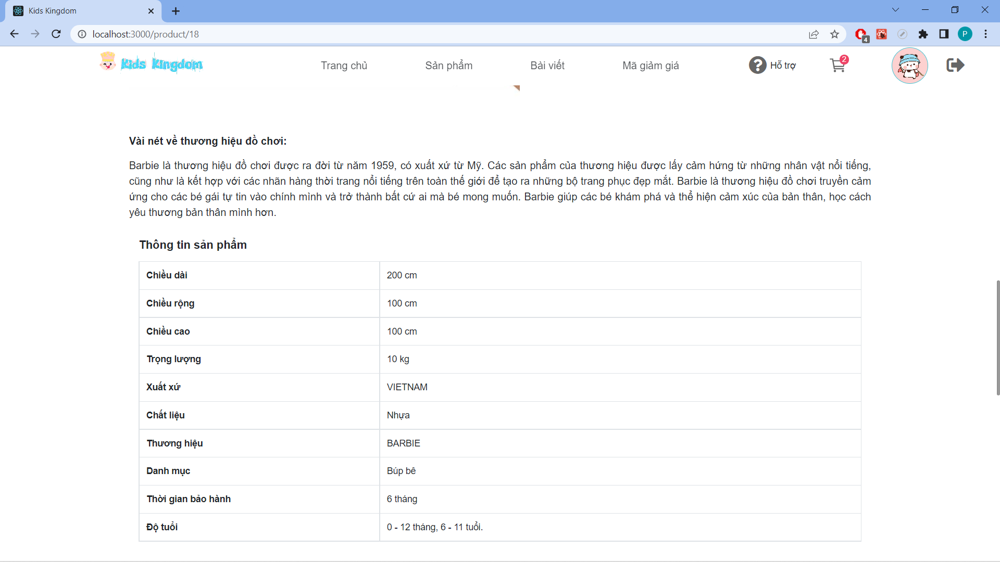 Kids Kingdom
localhost:3000/product/18
4
P
Kids Kingdom
Trang chủ
Sản phẩm
Bài viết
Mã giảm giá
? Hỗ trợ
2
Vài nét về thương hiệu đồ chơi:
Barbie là thương hiệu đồ chơi được ra đời từ năm 1959, có xuất xứ từ Mỹ. Các sản phẩm của thương hiệu được lấy cảm hứng từ những nhân vật nổi tiếng,
cũng như là kết hợp với các nhãn hàng thời trang nổi tiếng trên toàn thế giới để tạo ra những bộ trang phục đẹp mắt. Barbie là thương hiệu đồ chơi truyền cảm
ứng cho các bé gái tự tin vào chính mình và trở thành bất cứ ai mà bé mong muốn. Barbie giúp các bé khám phá và thể hiện cảm xúc của bản thân, học cách
yêu thương bản thân mình hơn.
Thông tin sản phẩm
Chiều dài 200 cm
Chiều rộng 100 cm
Chiều cao 100 cm
Trọng lượng 10 kg
Xuất xứ VIETNAM
Chất liệu Nhựa
Thương hiệu BARBIE
Danh mục Búp bê
Thời gian bảo hành 6 tháng
Độ tuổi 0 - 12 tháng, 6 - 11 tuổi.